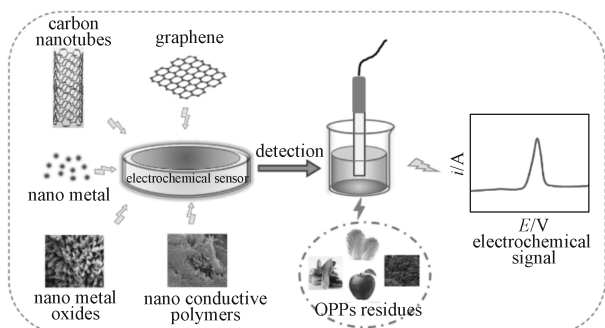 carbon
nanotubes
graphene
nano metal
electrochemical sensor
detection
nano metal
oxides
nano conductive
polymers
OPPs residues
i/A
E/V
electrochemical
signal